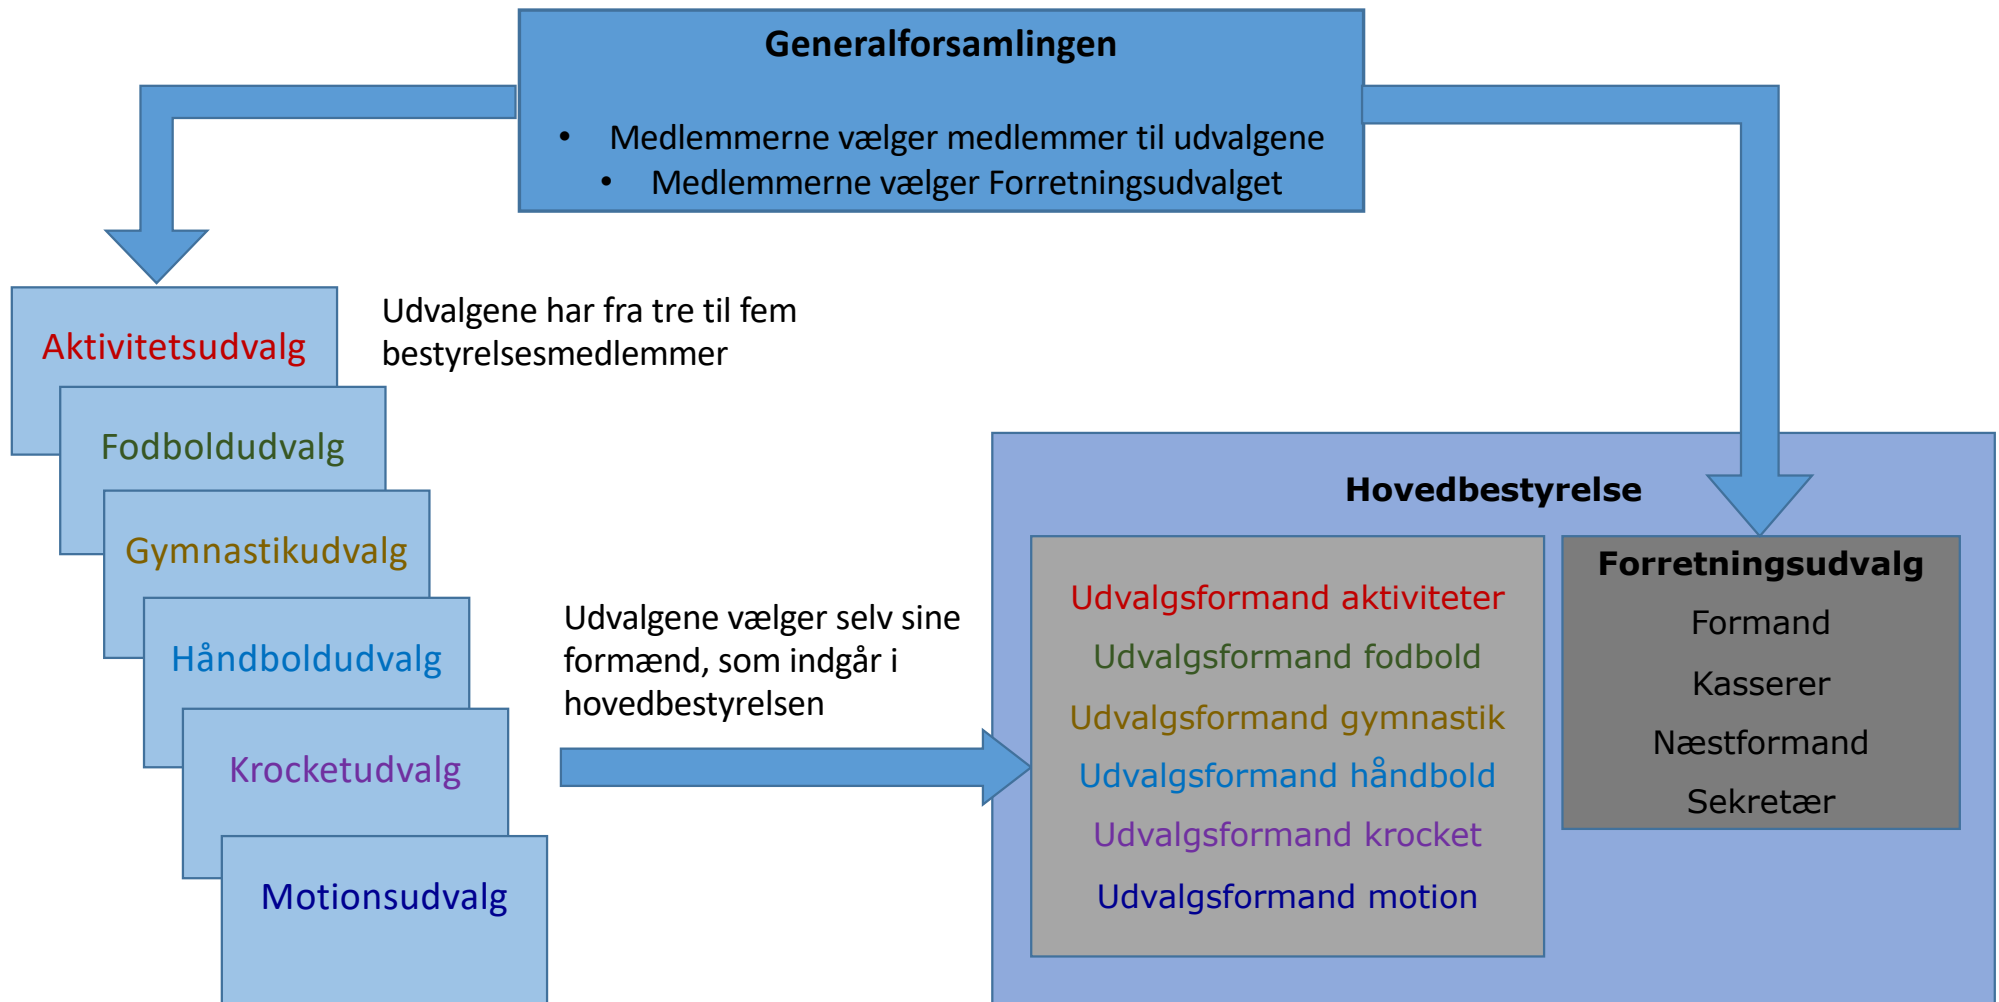 Generalforsamlingen
• Medlemmerne vælger medlemmer til udvalgene
• Medlemmerne vælger Forretningsudvalget
Aktivitetsudvalg
Fodboldudvalg
Gymnastikudvalg
Håndboldudvalg
Krocketudvalg
Motionsudvalg
Udvalgene har fra tre til fem
bestyrelsesmedlemmer
Udvalgene vælger selv sine
formænd, som indgår i
hovedbestyrelsen
Hovedbestyrelse
Udvalgsformand aktiviteter
Udvalgsformand fodbold
Udvalgsformand gymnastik
Udvalgsformand håndbold
Udvalgsformand krocket
Udvalgsformand motion
Forretningsudvalg
Formand
Kasserer
Næstformand
Sekretær